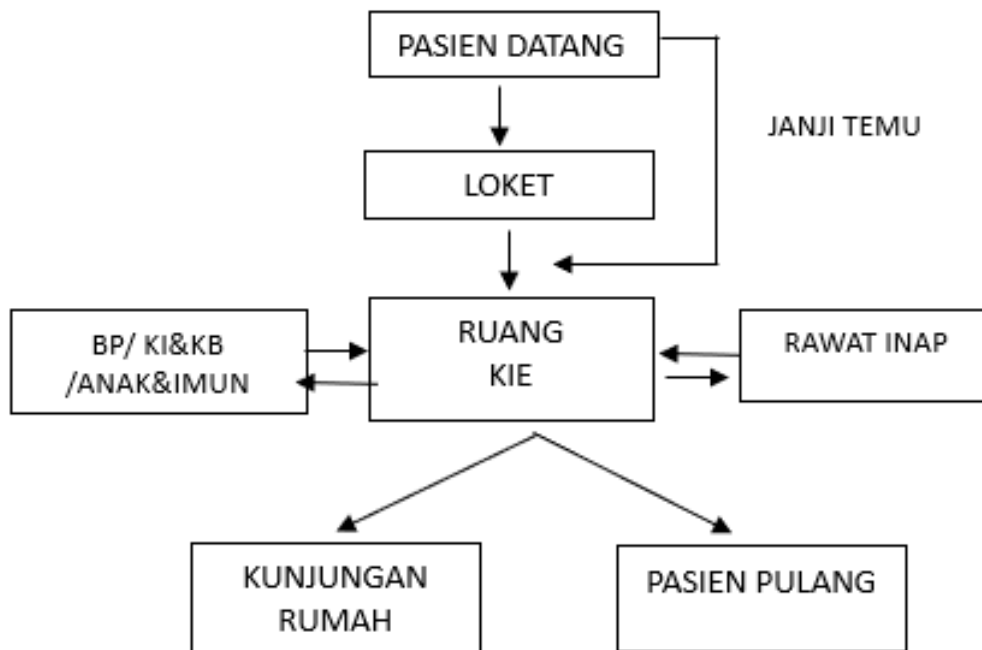 PASIEN DATANG
JANJI TEMU
LOKET
BP/ KI&KB
/ANAK&IMUN
RUANG
KIE
RAWAT INAP
KUNJUNGAN
RUMAH
PASIEN PULANG